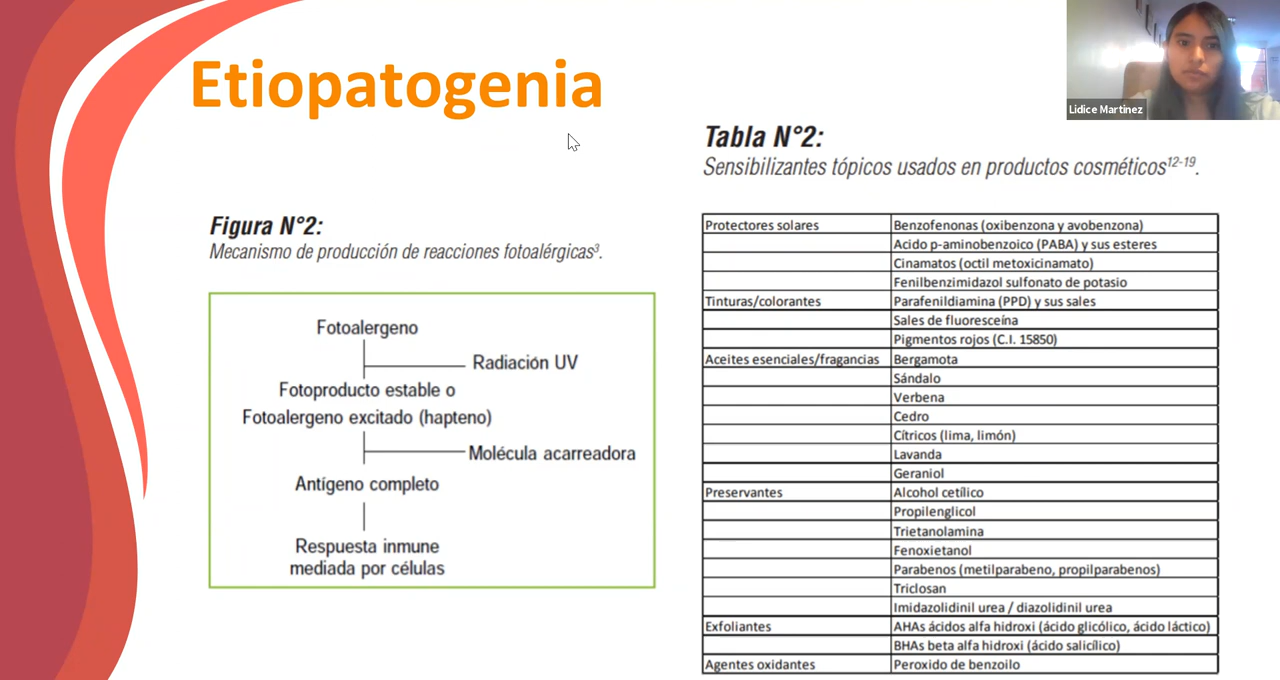 Etiopatogenia
Lidice Martinez
Figura N°2:
Mecanismo de producción de reacciones fotoalérgicas³.
Fotoalergeno
Radiación UV
Fotoproducto estable o
Fotoalergeno excitado (hapteno)
Molécula acarreadora
Antígeno completo
Respuesta inmune
mediada por células
Tabla N°2:
Sensibilizantes tópicos usados en productos cosméticos¹²⁻¹⁹.
Protectores solares Benzofenonas (oxibenzona y avobenzona)
Acido p-aminobenzoico (PABA) y sus esteres
Cinamatos (octil metoxicinamato)
Fenilbenzimidazol sulfonato de potasio
Tinturas/colorantes Parafenildiamina (PPD) y sus sales
Sales de fluoresceína
Pigmentos rojos (C.I. 15850)
Aceites esenciales/fragancias Bergamota
Sándalo
Verbena
Cedro
Cítricos (lima, limón)
Lavanda
Geraniol
Preservantes Alcohol cetílico
Propilenglicol
Trietanolamina
Fenoxietanol
Parabenos (metilparabeno, propilparabenos)
Triclosan
Imidazolidinil urea / diazolidinil urea
Exfoliantes AHAs ácidos alfa hidroxi (ácido glicólico, ácido láctico)
BHAs beta alfa hidroxi (ácido salicílico)
Agentes oxidantes Peroxido de benzoilo